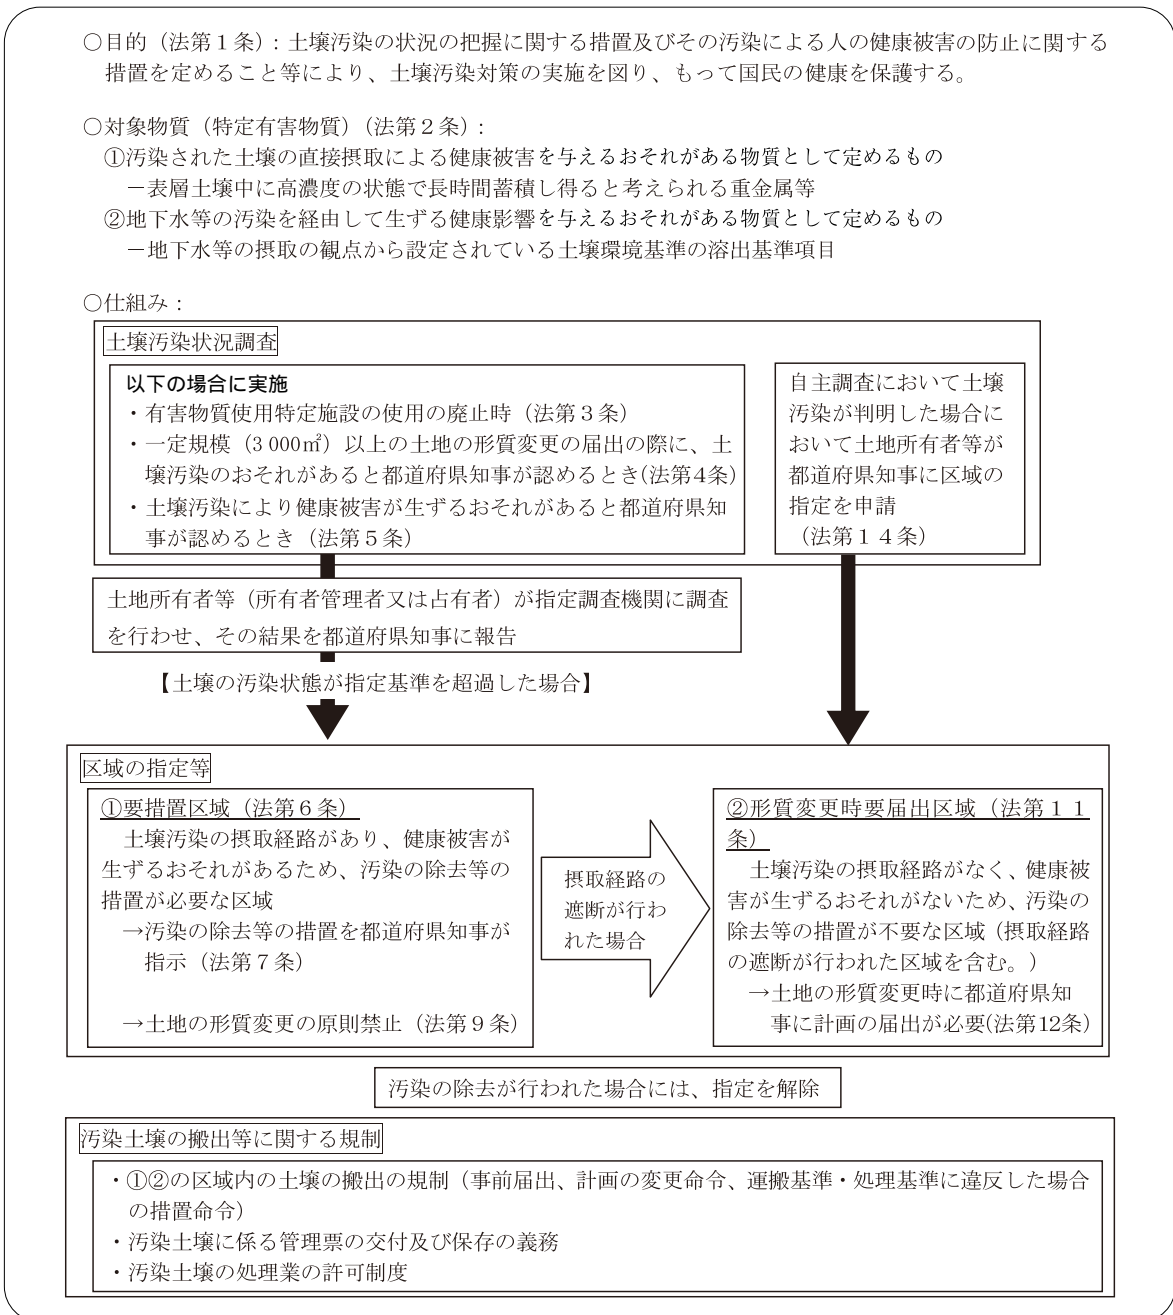 ○目的（法第１条）：土壌汚染の状況の把握に関する措置及びその汚染による人の健康被害の防止に関する
措置を定めること等により、土壌汚染対策の実施を図り、もって国民の健康を保護する。
○対象物質（特定有害物質）（法第２条）：
①汚染された土壌の直接摂取による健康被害を与えるおそれがある物質として定めるもの
－表層土壌中に高濃度の状態で長時間蓄積し得ると考えられる重金属等
②地下水等の汚染を経由して生ずる健康影響を与えるおそれがある物質として定めるもの
－地下水等の摂取の観点から設定されている土壌環境基準の溶出基準項目
○仕組み：
土壌汚染状況調査
以下の場合に実施
・有害物質使用特定施設の使用の廃止時（法第３条）
・一定規模（3 000㎡）以上の土地の形質変更の届出の際に、土
壌汚染のおそれがあると都道府県知事が認めるとき(法第4条)
・土壌汚染により健康被害が生ずるおそれがあると都道府県知
事が認めるとき（法第５条）
自主調査において土壌
汚染が判明した場合に
おいて土地所有者等が
都道府県知事に区域の
指定を申請
（法第１４条）
土地所有者等（所有者管理者又は占有者）が指定調査機関に調査
を行わせ、その結果を都道府県知事に報告
【土壌の汚染状態が指定基準を超過した場合】
区域の指定等
①要措置区域（法第６条）
土壌汚染の摂取経路があり、健康被害が
生ずるおそれがあるため、汚染の除去等の
措置が必要な区域
→汚染の除去等の措置を都道府県知事が
指示（法第７条）
→土地の形質変更の原則禁止（法第９条）
摂取経路の
遮断が行わ
れた場合
②形質変更時要届出区域（法第１１
条）
土壌汚染の摂取経路がなく、健康被
害が生ずるおそれがないため、汚染の
除去等の措置が不要な区域（摂取経路
の遮断が行われた区域を含む。）
→土地の形質変更時に都道府県知
事に計画の届出が必要(法第12条)
汚染の除去が行われた場合には、指定を解除
汚染土壌の搬出等に関する規制
・①②の区域内の土壌の搬出の規制（事前届出、計画の変更命令、運搬基準・処理基準に違反した場合
の措置命令）
・汚染土壌に係る管理票の交付及び保存の義務
・汚染土壌の処理業の許可制度